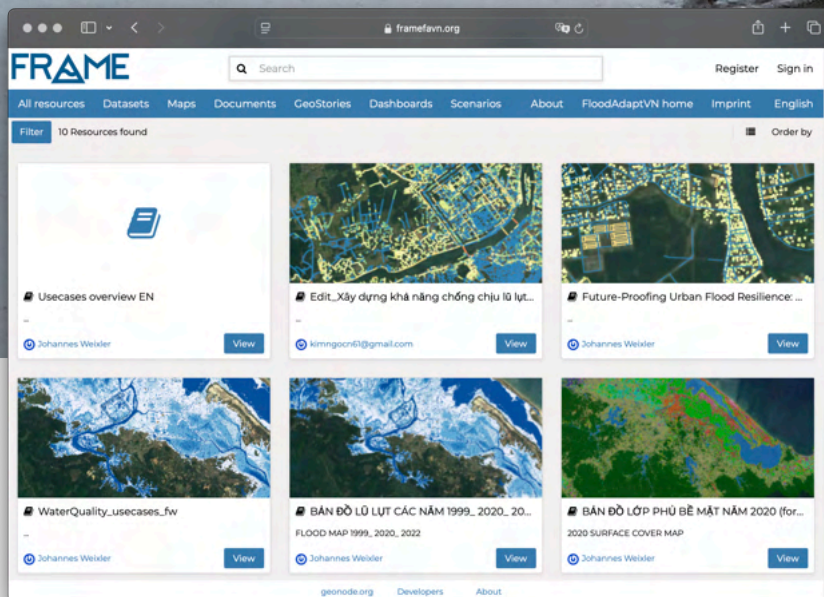 framefavn.org
FRAME
Search
Register Sign in
All resources Datasets Maps Documents GeoStories Dashboards Scenarios About FloodAdaptVN home Imprint English
Filter 10 Resources found Order by
Usecases overview EN
...
Johannes Weixler View
Edit_Xây dựng khả năng chống chịu lũ lụt...
...
kimngocn61@gmail.com View
Future-Proofing Urban Flood Resilience: ...
...
Johannes Weixler View
WaterQuality_usecases_fw
...
Johannes Weixler View
BẢN ĐỒ LŨ LỤT CÁC NĂM 1999_ 2020_ 20...
FLOOD MAP 1999_ 2020_ 2022
Johannes Weixler View
BẢN ĐỒ LỚP PHỦ BỀ MẶT NĂM 2020 (for...
2020 SURFACE COVER MAP
Johannes Weixler View
geonode.org Developers About